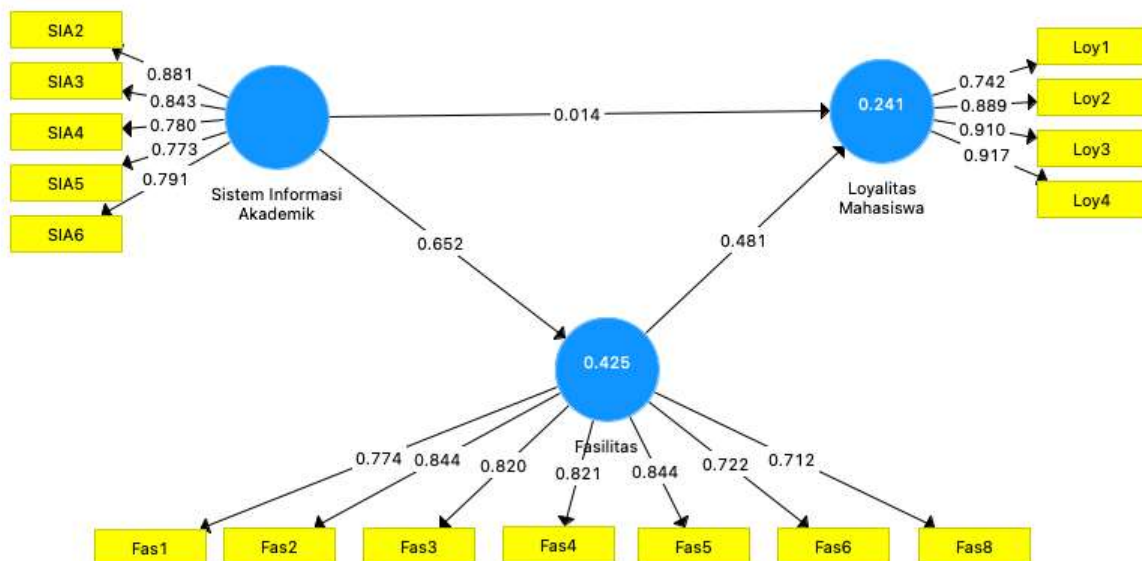 SIA2
SIA3
SIA4
SIA5
SIA6
0.881
0.843
0.780
0.773
0.791
Sistem Informasi
Akademik
0.014
0.652
0.481
0.241
Loyalitas
Mahasiswa
0.742
0.889
0.910
0.917
Loy1
Loy2
Loy3
Loy4
0.425
Fasilitas
0.774
0.844
0.820
0.821
0.844
0.722
0.712
Fas1
Fas2
Fas3
Fas4
Fas5
Fas6
Fas8